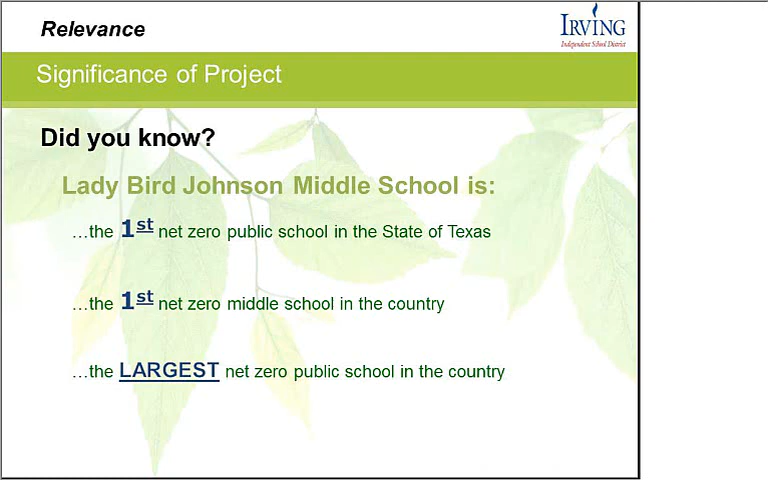 Relevance
IRVING
Independent School District
Significance of Project
Did you know?
Lady Bird Johnson Middle School is:
…the 1st net zero public school in the State of Texas
…the 1st net zero middle school in the country
…the LARGEST net zero public school in the country